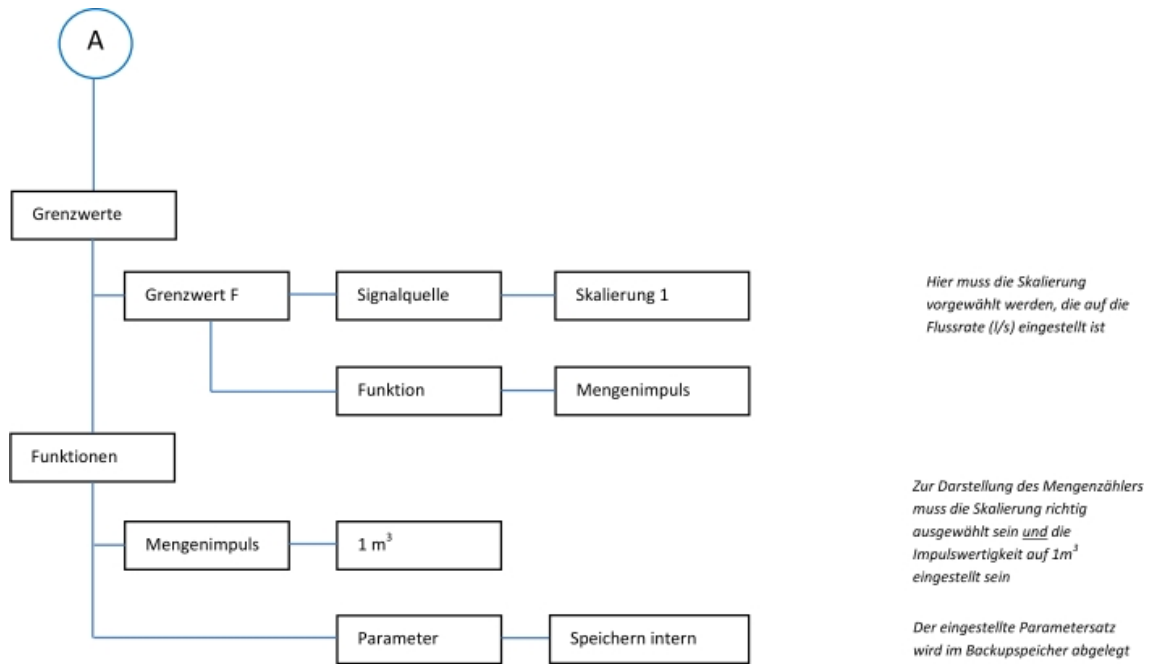 A
Grenzwerte
Grenzwert F
Signalquelle
Skalierung 1
Hier muss die Skalierung
vorgewählt werden, die auf die
Flussrate (l/s) eingestellt ist
Funktion
Mengenimpuls
Funktionen
Zur Darstellung des Mengenzählers
muss die Skalierung richtig
ausgewählt sein und die
Impulswertigkeit auf 1m³
eingestellt sein
Mengenimpuls
1 m³
Parameter
Speichern intern
Der eingestellte Parametersatz
wird im Backupspeicher abgelegt